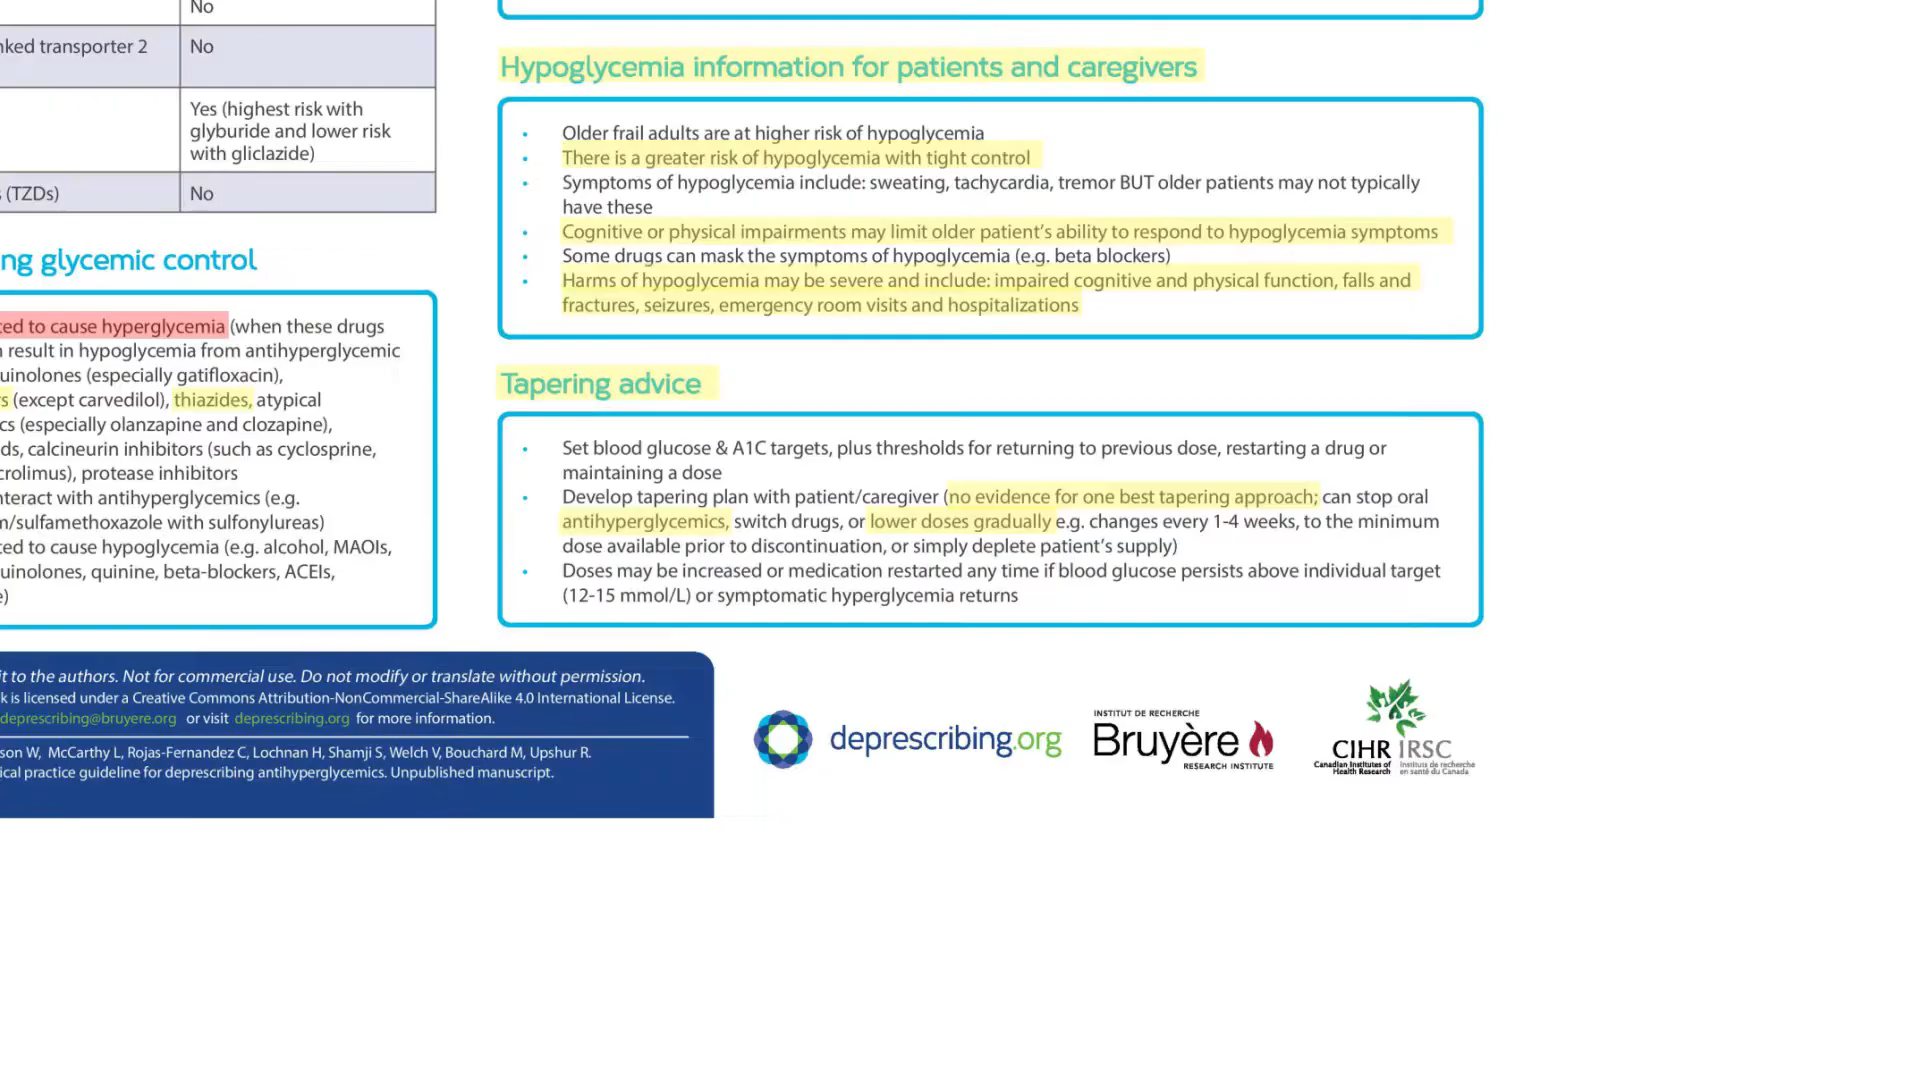 No
nked transporter 2 No
Yes (highest risk with
glyburide and lower risk
with gliclazide)
s (TZDs) No
ng glycemic control
ted to cause hyperglycemia (when these drugs
n result in hypoglycemia from antihyperglycemic
uinolones (especially gatifloxacin),
s (except carvedilol), thiazides, atypical
cs (especially olanzapine and clozapine),
ds, calcineurin inhibitors (such as cyclosprine,
crolimus), protease inhibitors
nteract with antihyperglycemics (e.g.
m/sulfamethoxazole with sulfonylureas)
ted to cause hypoglycemia (e.g. alcohol, MAOIs,
uinolones, quinine, beta-blockers, ACEIs,
e)
Hypoglycemia information for patients and caregivers
• Older frail adults are at higher risk of hypoglycemia
• There is a greater risk of hypoglycemia with tight control
• Symptoms of hypoglycemia include: sweating, tachycardia, tremor BUT older patients may not typically
have these
• Cognitive or physical impairments may limit older patient's ability to respond to hypoglycemia symptoms
• Some drugs can mask the symptoms of hypoglycemia (e.g. beta blockers)
• Harms of hypoglycemia may be severe and include: impaired cognitive and physical function, falls and
fractures, seizures, emergency room visits and hospitalizations
Tapering advice
• Set blood glucose & A1C targets, plus thresholds for returning to previous dose, restarting a drug or
maintaining a dose
• Develop tapering plan with patient/caregiver (no evidence for one best tapering approach; can stop oral
antihyperglycemics, switch drugs, or lower doses gradually e.g. changes every 1-4 weeks, to the minimum
dose available prior to discontinuation, or simply deplete patient's supply)
• Doses may be increased or medication restarted any time if blood glucose persists above individual target
(12-15 mmol/L) or symptomatic hyperglycemia returns
it to the authors. Not for commercial use. Do not modify or translate without permission.
k is licensed under a Creative Commons Attribution-NonCommercial-ShareAlike 4.0 International License.
deprescribing@bruyere.org or visit deprescribing.org for more information.
son W, McCarthy L, Rojas-Fernandez C, Lochnan H, Shamji S, Welch V, Bouchard M, Upshur R.
ical practice guideline for deprescribing antihyperglycemics. Unpublished manuscript.
deprescribing.org
INSTITUT DE RECHERCHE
Bruyère
RESEARCH INSTITUTE
CIHR IRSC
Canadian Institutes of Instituts de recherche
Health Research en santé du Canada